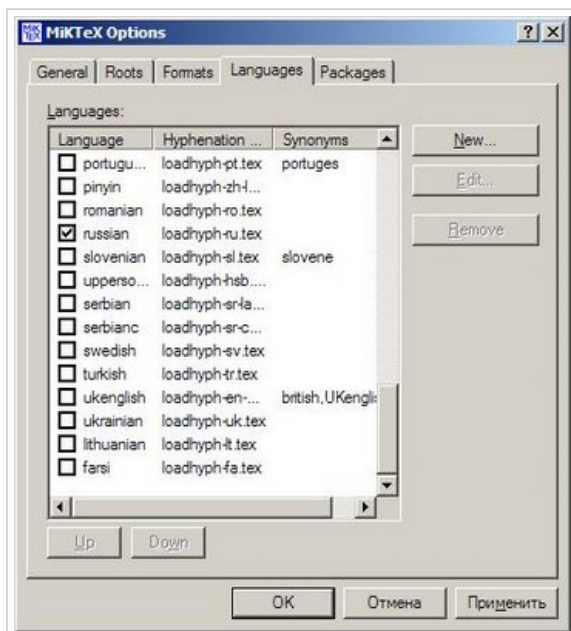 MiKTeX Options
General Roots Formats Languages Packages
Languages:
Language Hyphenation ... Synonyms
portugu... loadhyph-pt.tex portuges
pinyin loadhyph-zh-l...
romanian loadhyph-ro.tex
russian loadhyph-ru.tex
slovenian loadhyph-sl.tex slovene
upperso... loadhyph-hsb....
serbian loadhyph-sr-la...
serbianc loadhyph-sr-c...
swedish loadhyph-sv.tex
turkish loadhyph-tr.tex
ukenglish loadhyph-en-... british,UKengli
ukrainian loadhyph-uk.tex
lithuanian loadhyph-lt.tex
farsi loadhyph-fa.tex
New...
Edit...
Remove
Up Down
OK Отмена Применить